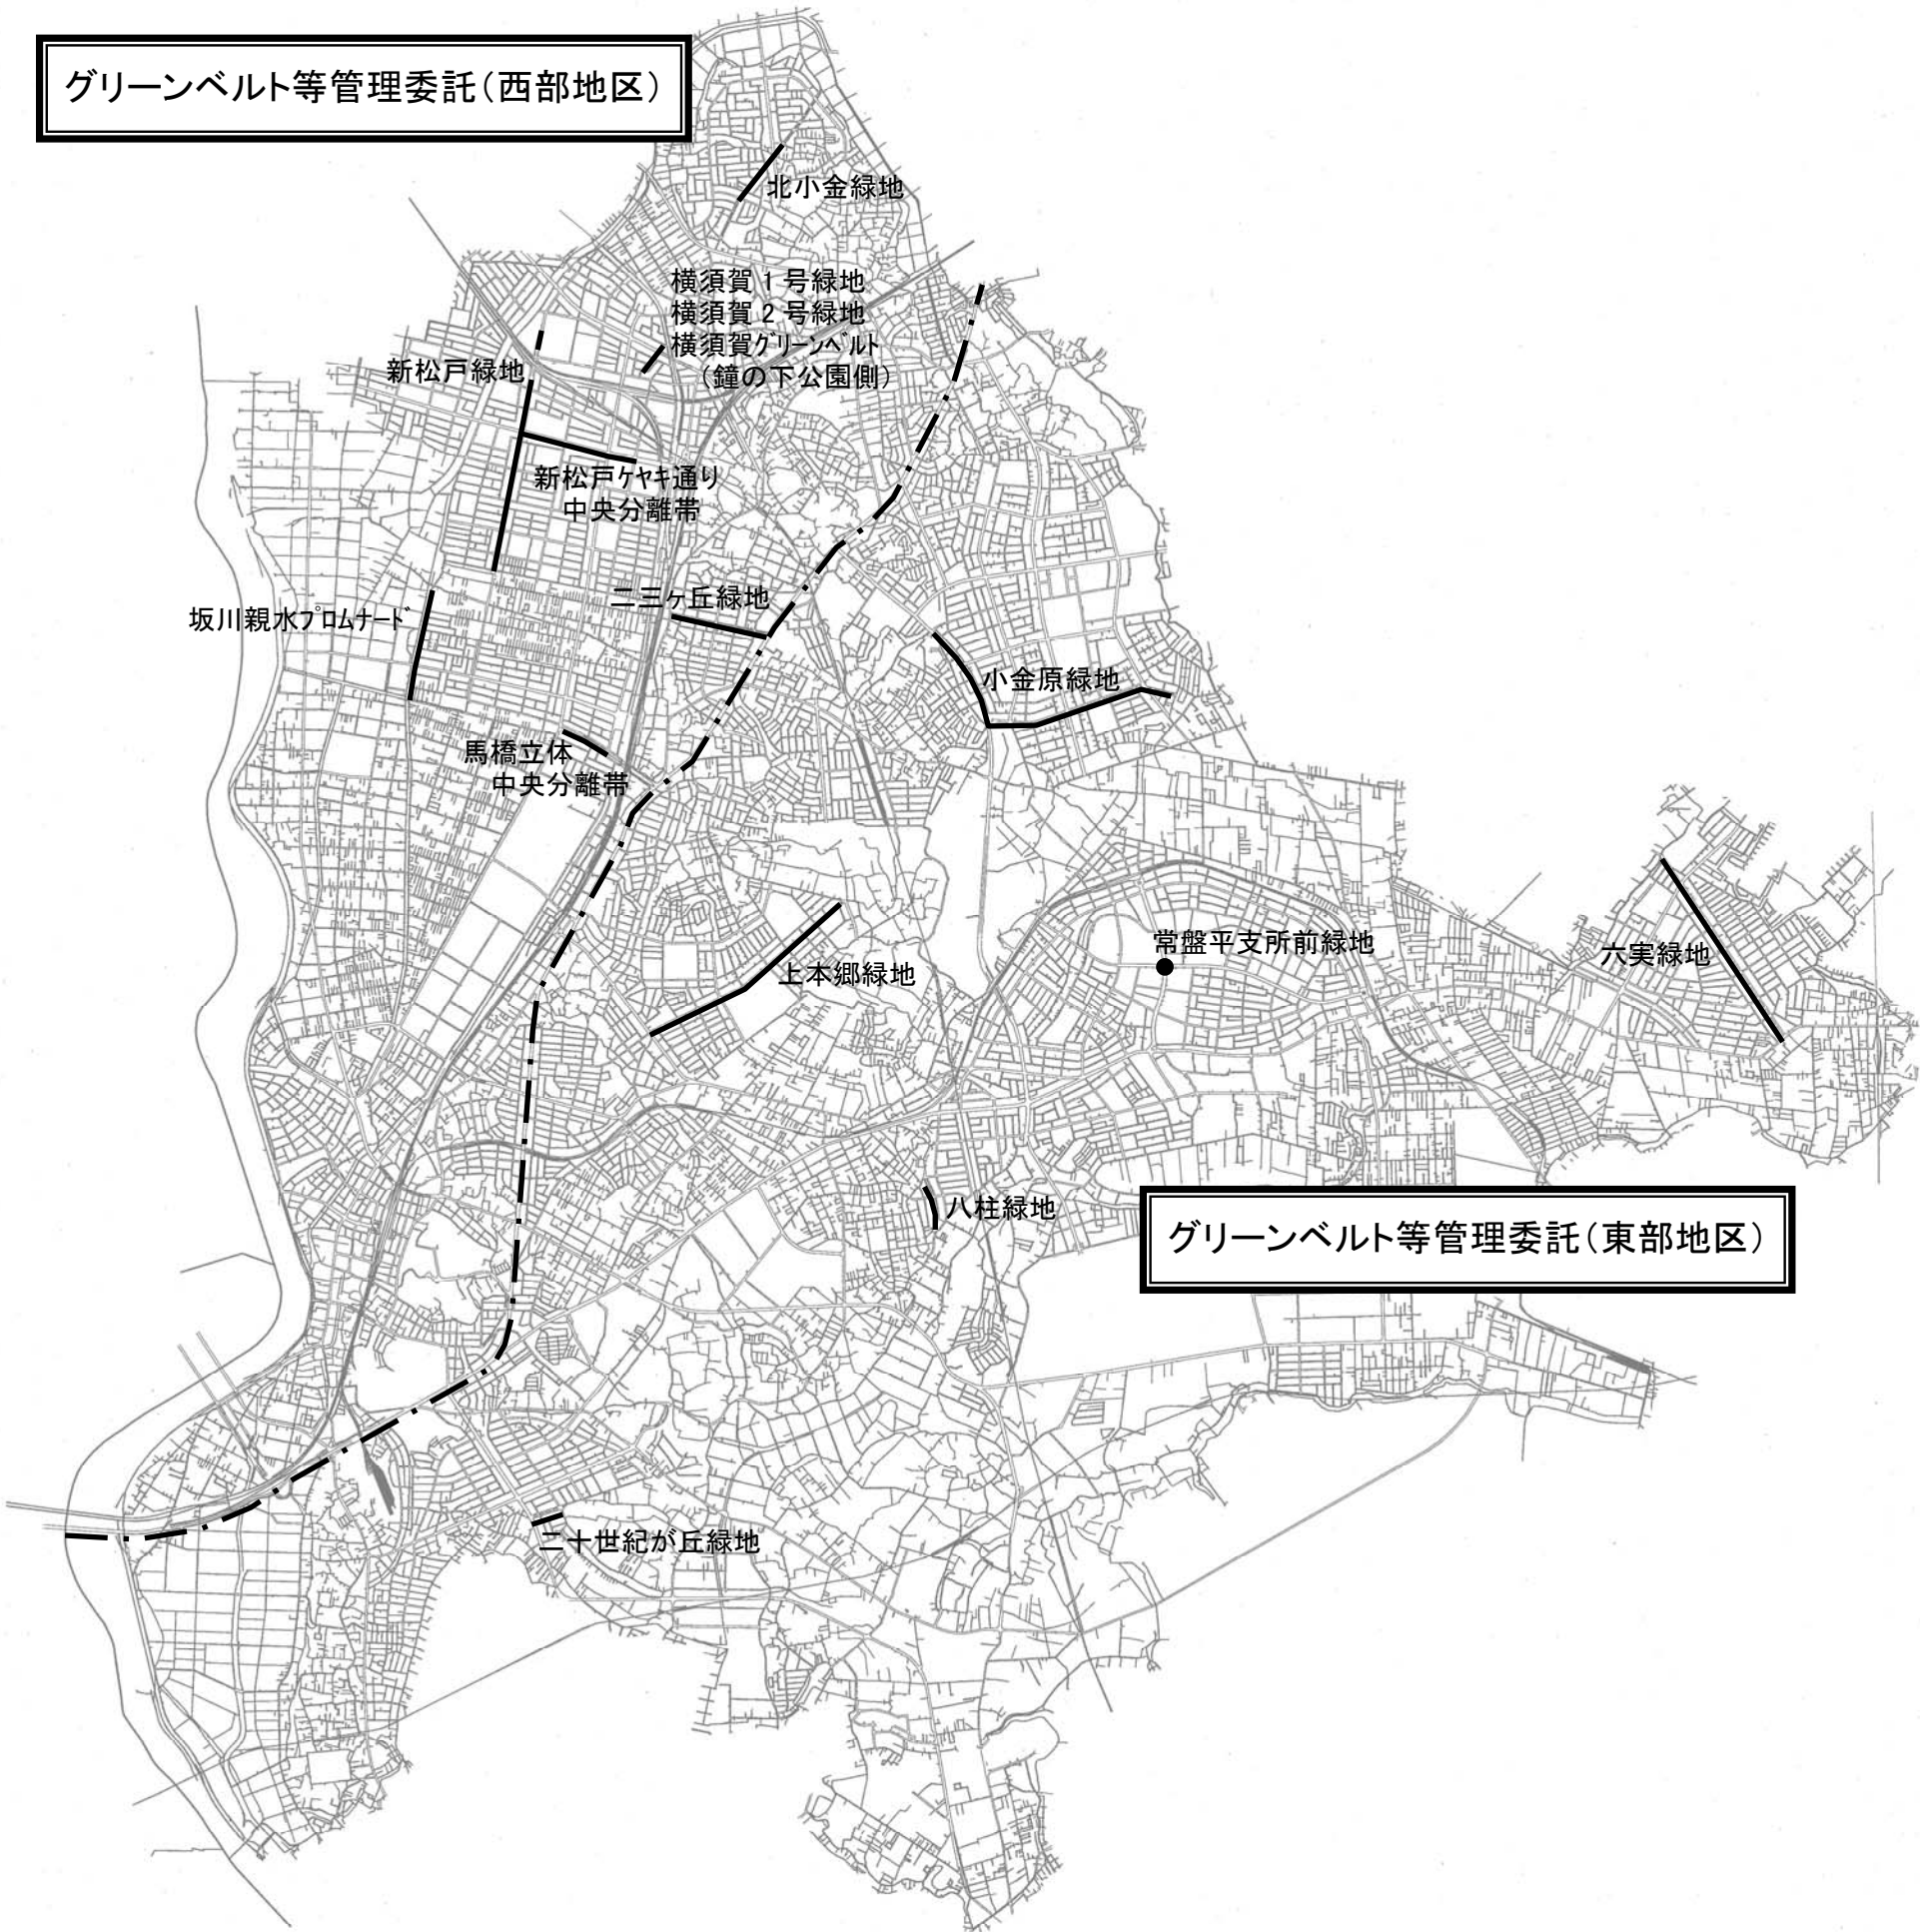 グリーンベルト等管理委託(西部地区)
北小金緑地
横須賀1号緑地
横須賀2号緑地
横須賀ｸﾞﾘｰﾝﾍﾞﾙﾄ
(鐘の下公園側)
新松戸緑地
新松戸ｹﾔｷ通り
中央分離帯
二三ヶ丘緑地
坂川親水ﾌﾟﾛﾑﾅｰﾄﾞ
小金原緑地
馬橋立体
中央分離帯
常盤平支所前緑地
六実緑地
上本郷緑地
八柱緑地
グリーンベルト等管理委託(東部地区)
二十世紀が丘緑地